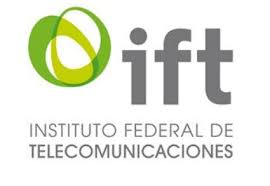 ift
INSTITUTO FEDERAL DE
TELECOMUNICACIONES